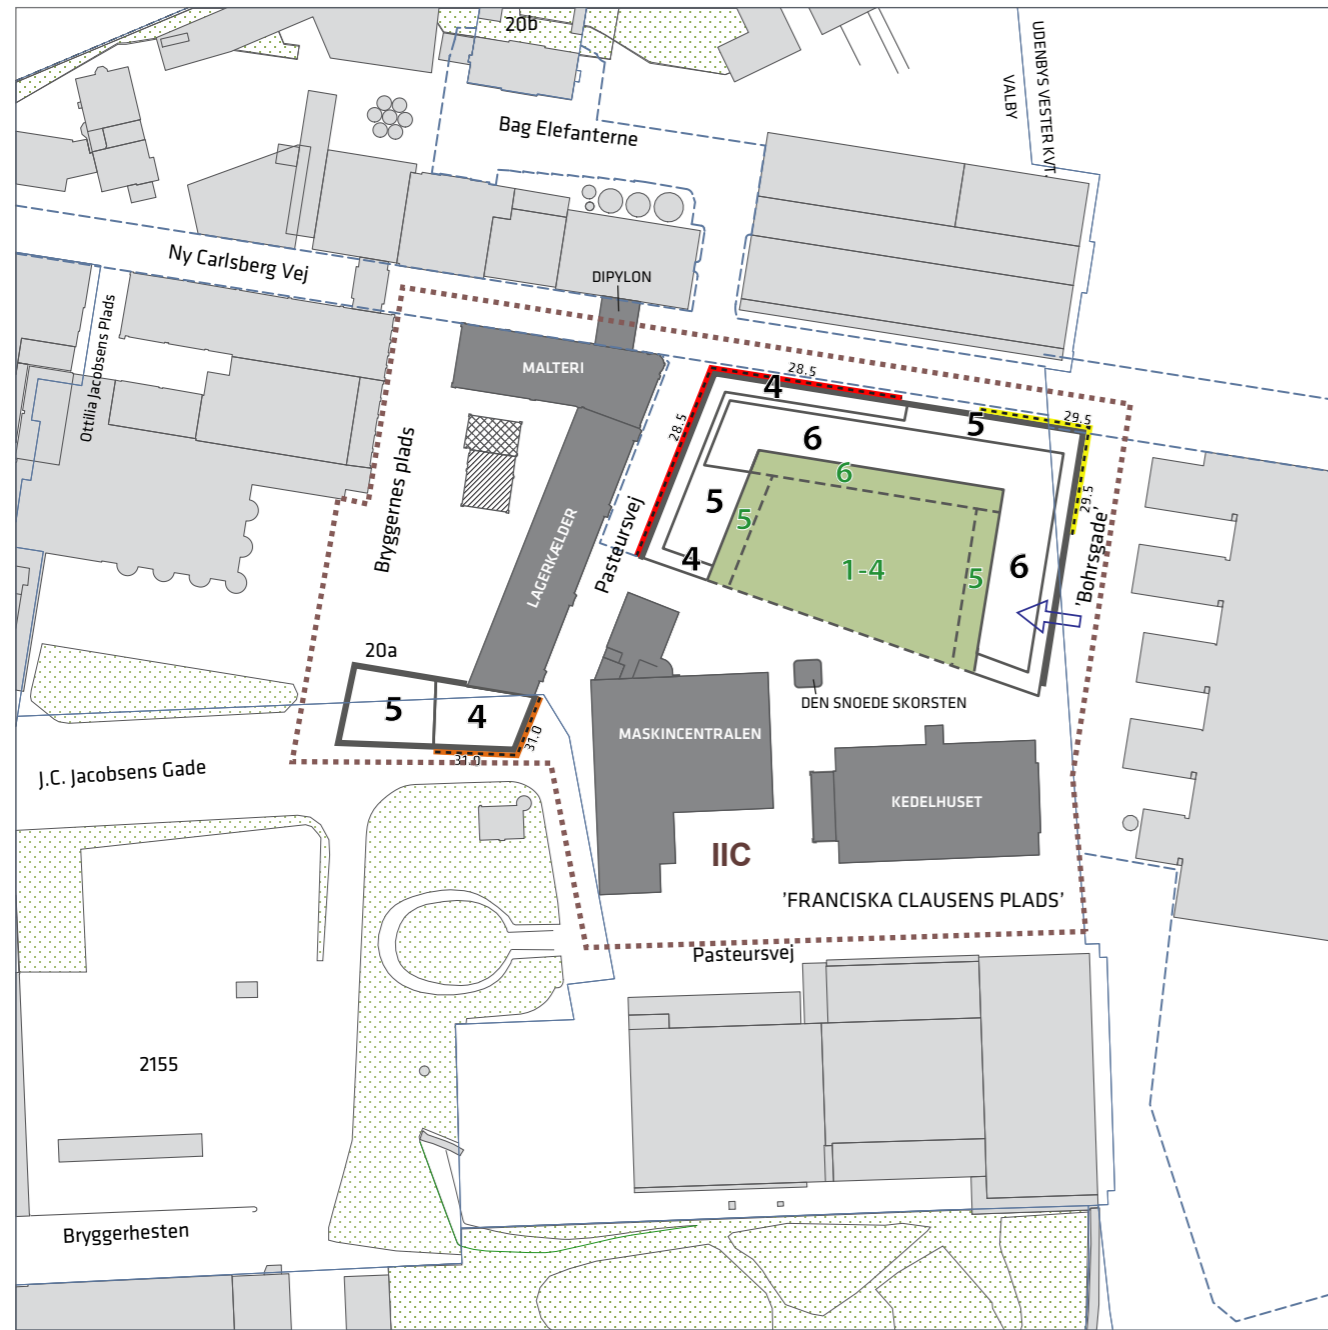 20b
UDENBYS VESTER KVT.
VALBY
Bag Elefanterne
Ny Carlsberg Vej
DIPYLON
Ottilia Jacobsens Plads
MALTERI
28.5
4
5
29.5
28.5
6
6
Bryggernes plads
5
5
29.5
LAGERKÆLDER
Pasteursvej
4
1-4
5
6
'Bohrsgade'
20a
5
4
31.0
31.0
DEN SNOEDE SKORSTEN
MASKINCENTRALEN
J.C. Jacobsens Gade
KEDELHUSET
IIC
'FRANCISKA CLAUSENS PLADS'
Pasteursvej
2155
Bryggerhesten